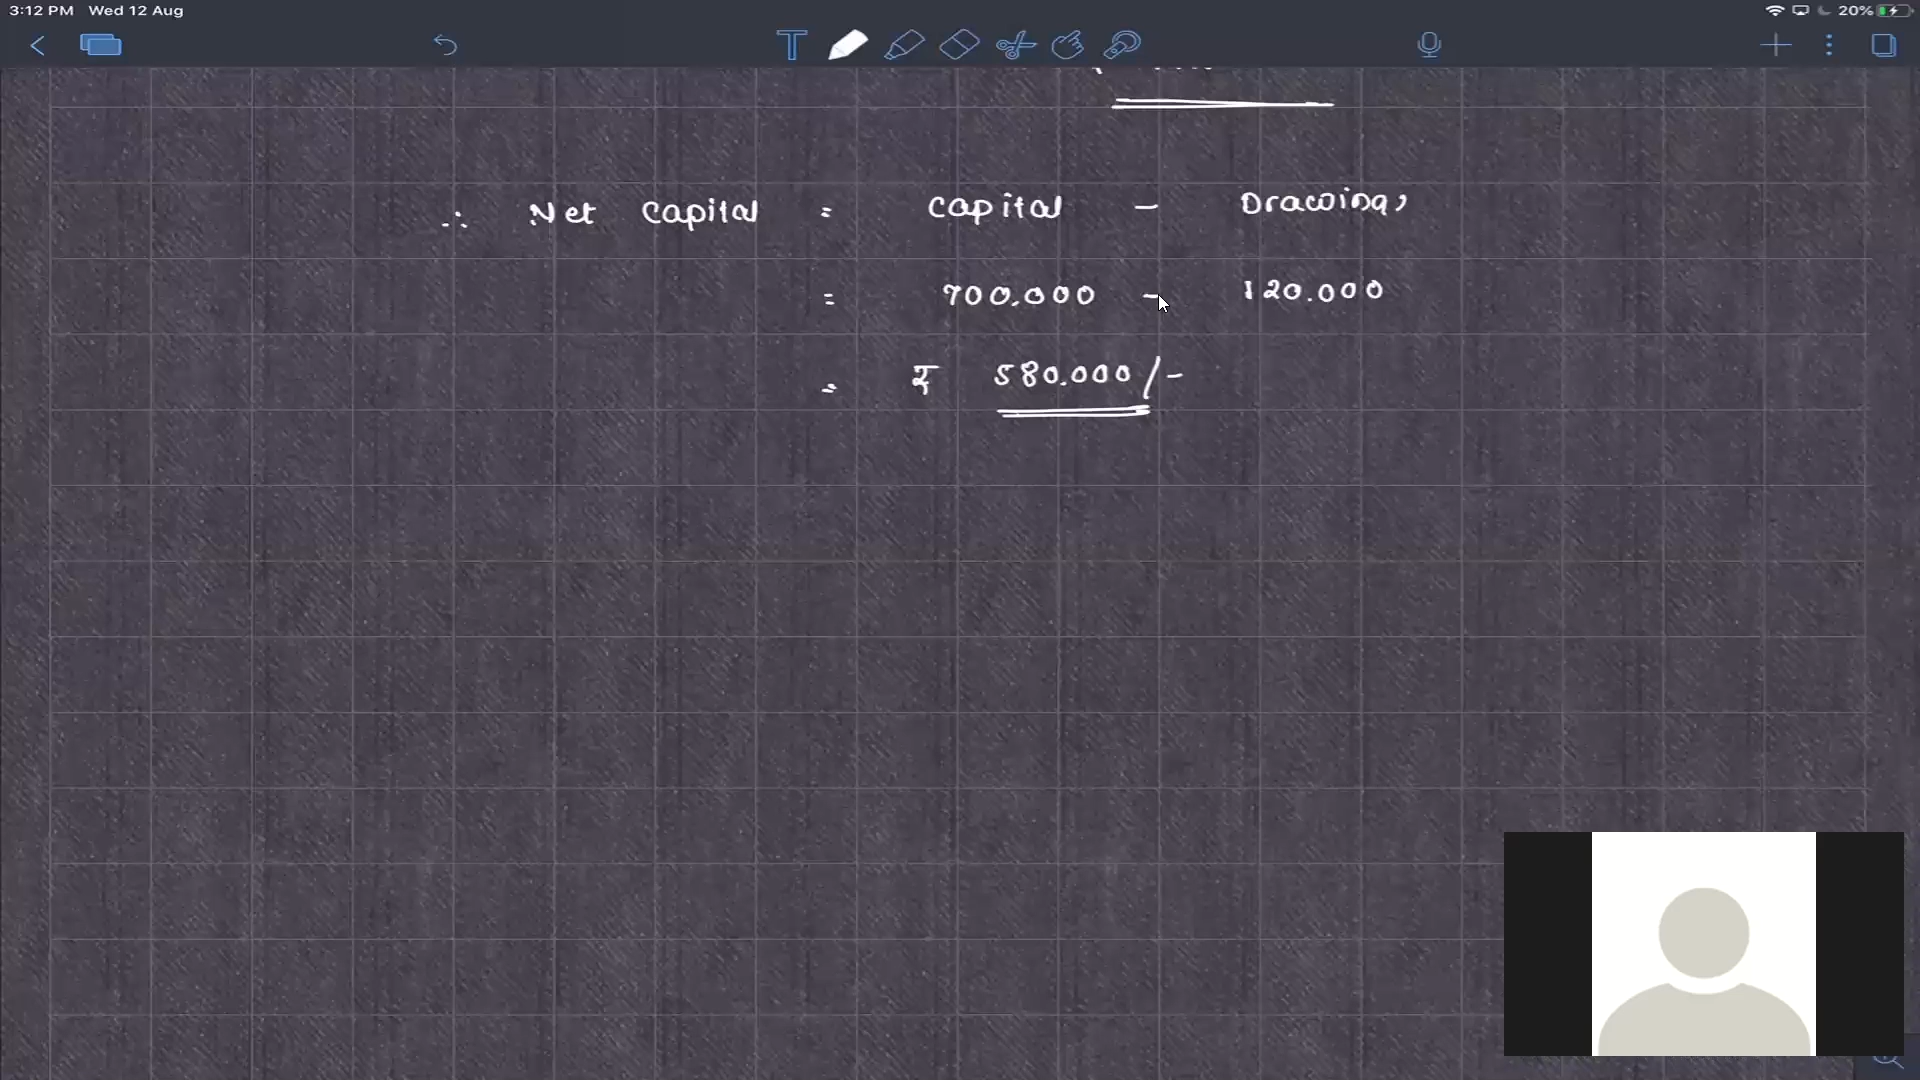 3:12 PM Wed 12 Aug 20%
T
∴ Net Capital = Capital - Drawings
= 700.000 - 120.000
= ₹ 580.000/-